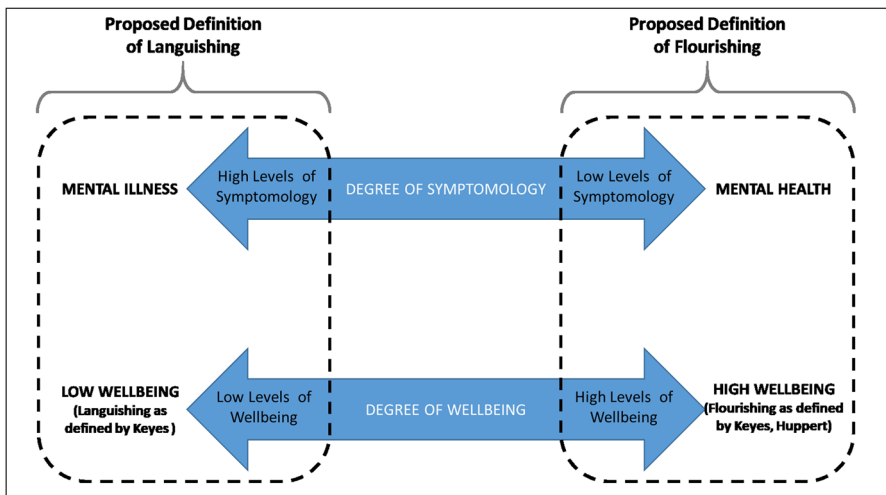 Proposed Definition
of Languishing
Proposed Definition
of Flourishing
MENTAL ILLNESS
High Levels of
Symptomology
DEGREE OF SYMPTOMOLOGY
Low Levels of
Symptomology
MENTAL HEALTH
LOW WELLBEING
(Languishing as
defined by Keyes )
Low Levels of
Wellbeing
DEGREE OF WELLBEING
High Levels of
Wellbeing
HIGH WELLBEING
(Flourishing as defined
by Keyes, Huppert)